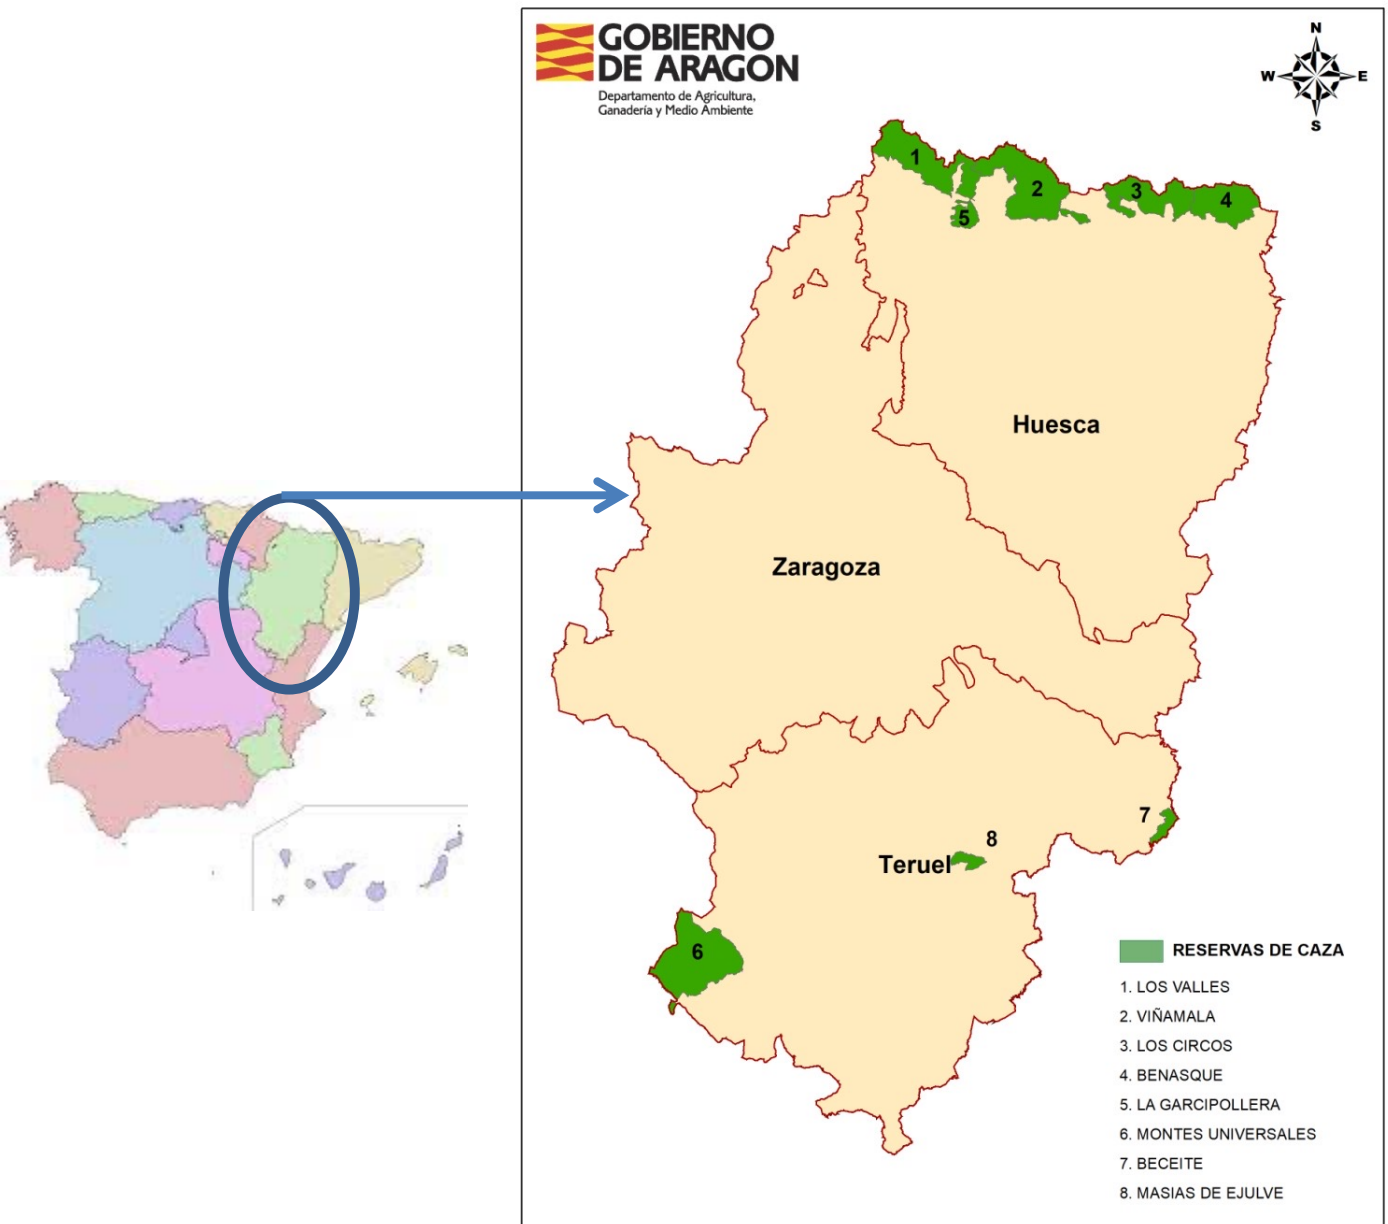 GOBIERNO
DE ARAGON
Departamento de Agricultura,
Ganadería y Medio Ambiente
N
W E
S
1
2
3
4
5
Huesca
Zaragoza
7
8
Teruel
6
RESERVAS DE CAZA
1. LOS VALLES
2. VIÑAMALA
3. LOS CIRCOS
4. BENASQUE
5. LA GARCIPOLLERA
6. MONTES UNIVERSALES
7. BECEITE
8. MASIAS DE EJULVE